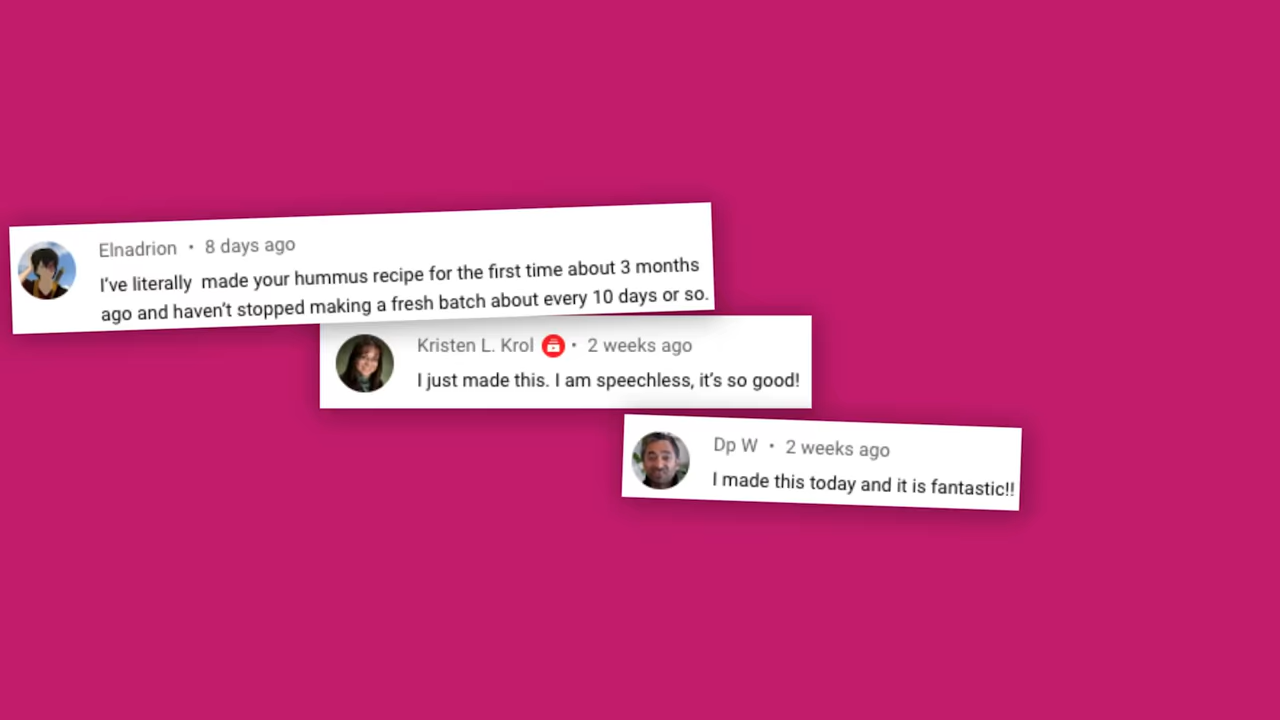 Elnadrion • 8 days ago
I've literally  made your hummus recipe for the first time about 3 months
ago and haven't stopped making a fresh batch about every 10 days or so.
Kristen L. Krol • 2 weeks ago
I just made this. I am speechless, it's so good!
Dp W • 2 weeks ago
I made this today and it is fantastic!!